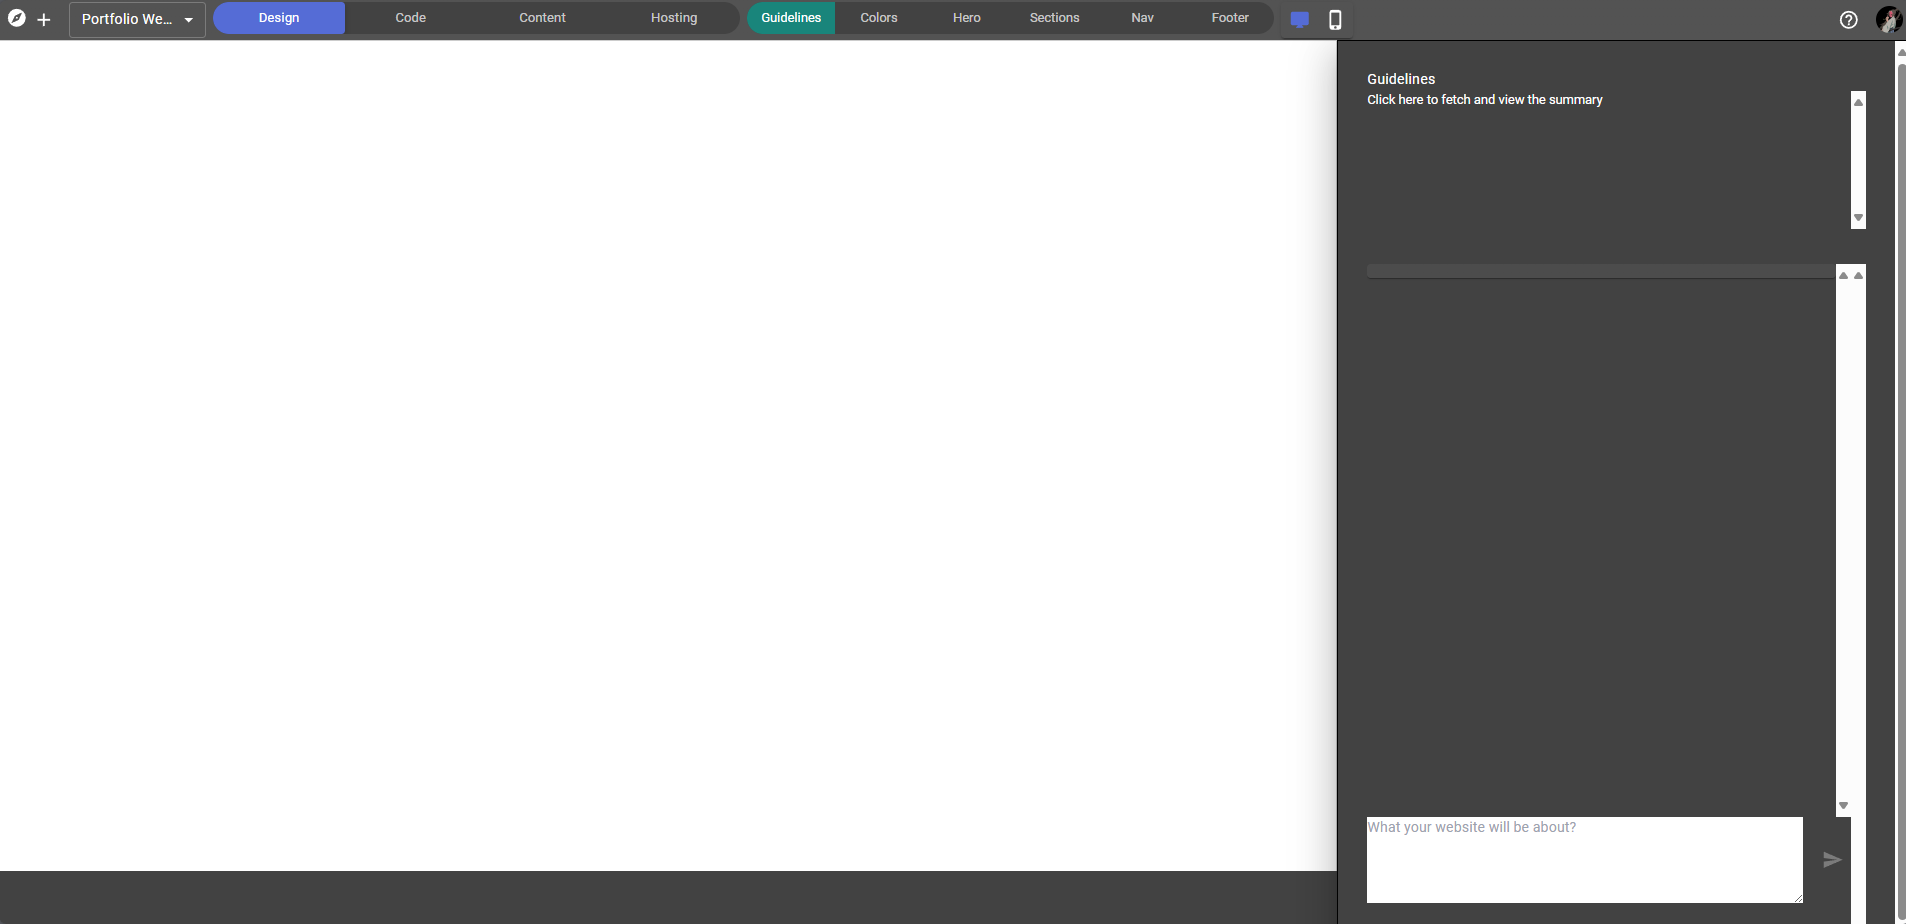 Portfolio We...
Design
Code
Content
Hosting
Guidelines
Colors
Hero
Sections
Nav
Footer
Guidelines
Click here to fetch and view the summary
What your website will be about?